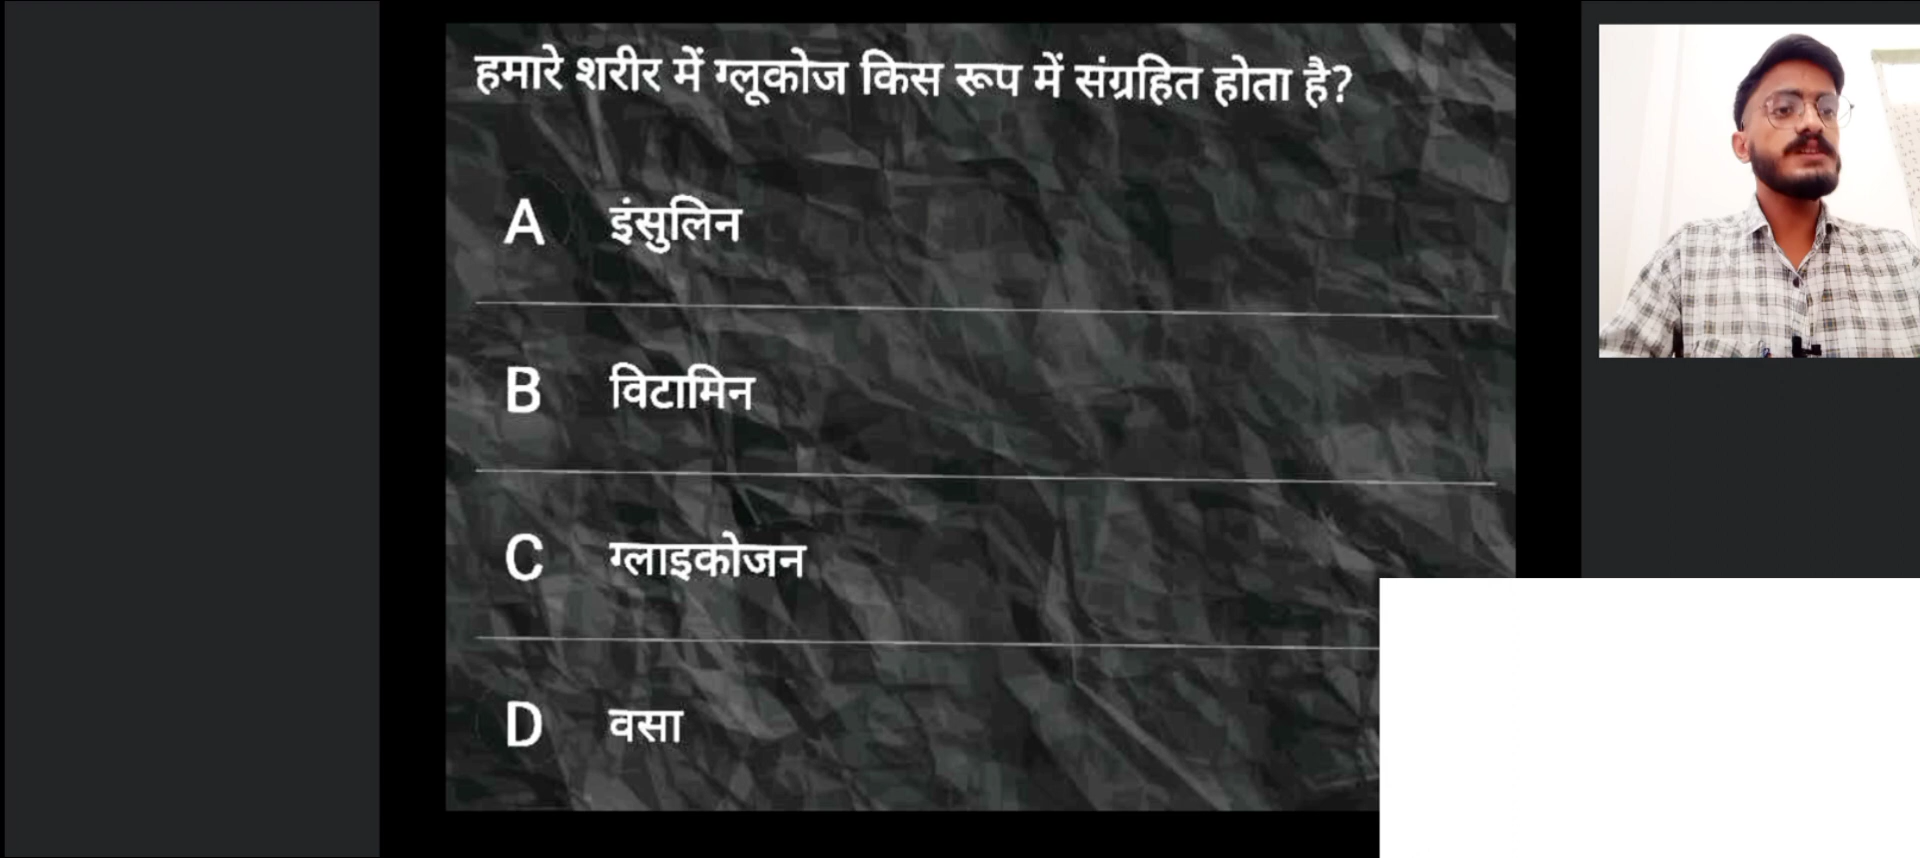 हमारे शरीर में ग्लूकोज किस रूप में संग्रहित होता है?
A इंसुलिन
B विटामिन
C ग्लाइकोजन
D वसा